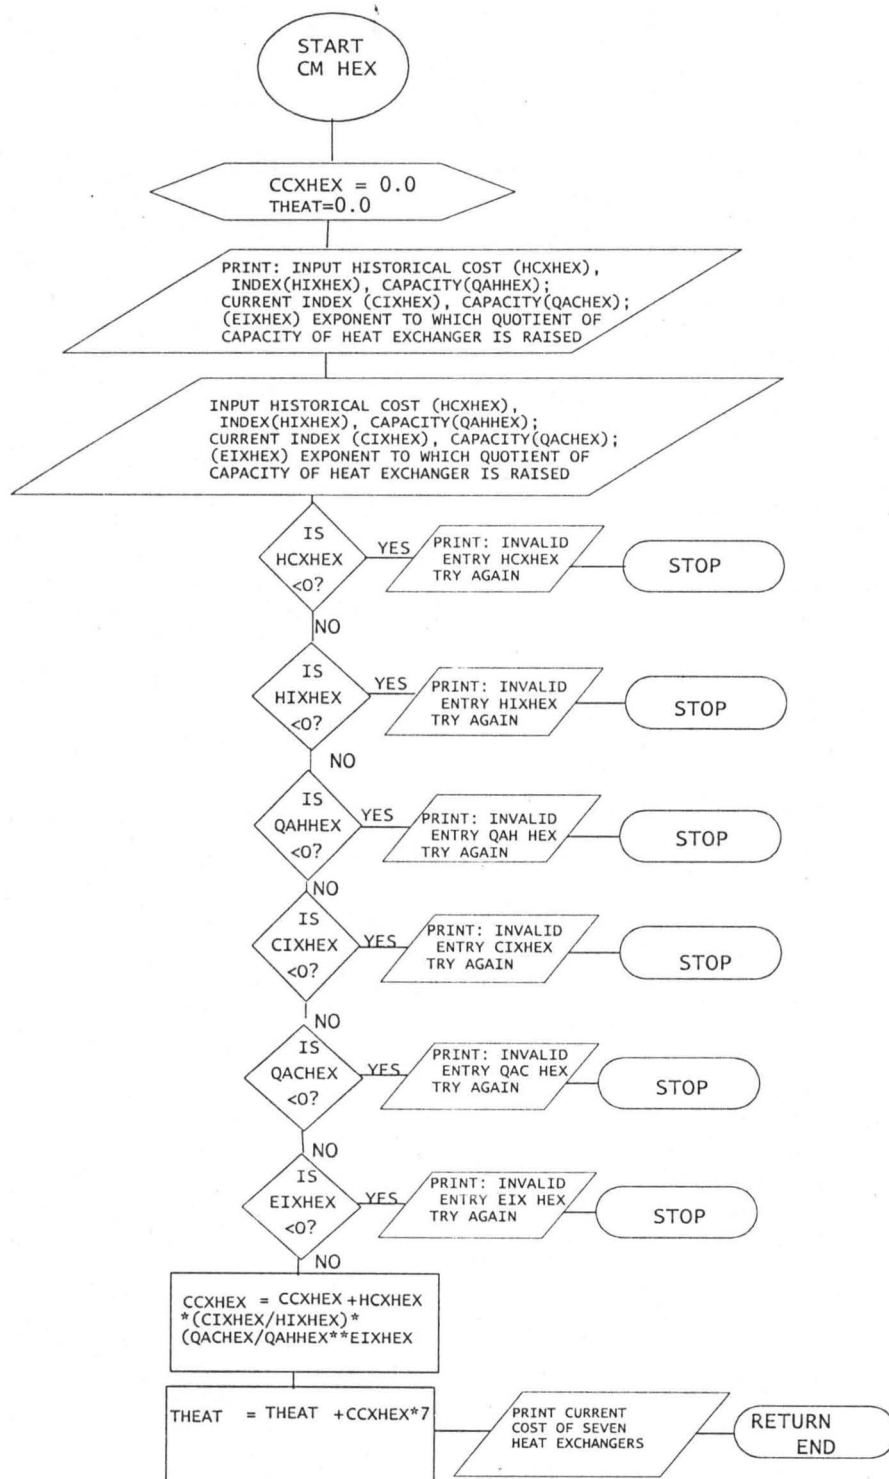 START
CM HEX
CCXHEX = 0.0
THEAT=0.0
PRINT: INPUT HISTORICAL COST (HCXHEX),
INDEX(HIXHEX), CAPACITY(QAHHEX);
CURRENT INDEX (CIXHEX), CAPACITY(QACHEX);
(EIXHEX) EXPONENT TO WHICH QUOTIENT OF
CAPACITY OF HEAT EXCHANGER IS RAISED
INPUT HISTORICAL COST (HCXHEX),
INDEX(HIXHEX), CAPACITY(QAHHEX);
CURRENT INDEX (CIXHEX), CAPACITY(QACHEX);
(EIXHEX) EXPONENT TO WHICH QUOTIENT OF
CAPACITY OF HEAT EXCHANGER IS RAISED
IS
HCXHEX
<0?
YES
PRINT: INVALID
ENTRY HCXHEX
TRY AGAIN
STOP
NO
IS
HIXHEX
<0?
YES
PRINT: INVALID
ENTRY HIXHEX
TRY AGAIN
STOP
NO
IS
QAHHEX
<0?
YES
PRINT: INVALID
ENTRY QAH HEX
TRY AGAIN
STOP
NO
IS
CIXHEX
<0?
YES
PRINT: INVALID
ENTRY CIXHEX
TRY AGAIN
STOP
NO
IS
QACHEX
<0?
YES
PRINT: INVALID
ENTRY QAC HEX
TRY AGAIN
STOP
NO
IS
EIXHEX
<0?
YES
PRINT: INVALID
ENTRY EIX HEX
TRY AGAIN
STOP
NO
CCXHEX = CCXHEX+HCXHEX
*(CIXHEX/HIXHEX)*
(QACHEX/QAHHEX**EIXHEX
THEAT = THEAT +CCXHEX*7
PRINT CURRENT
COST OF SEVEN
HEAT EXCHANGERS
RETURN
END